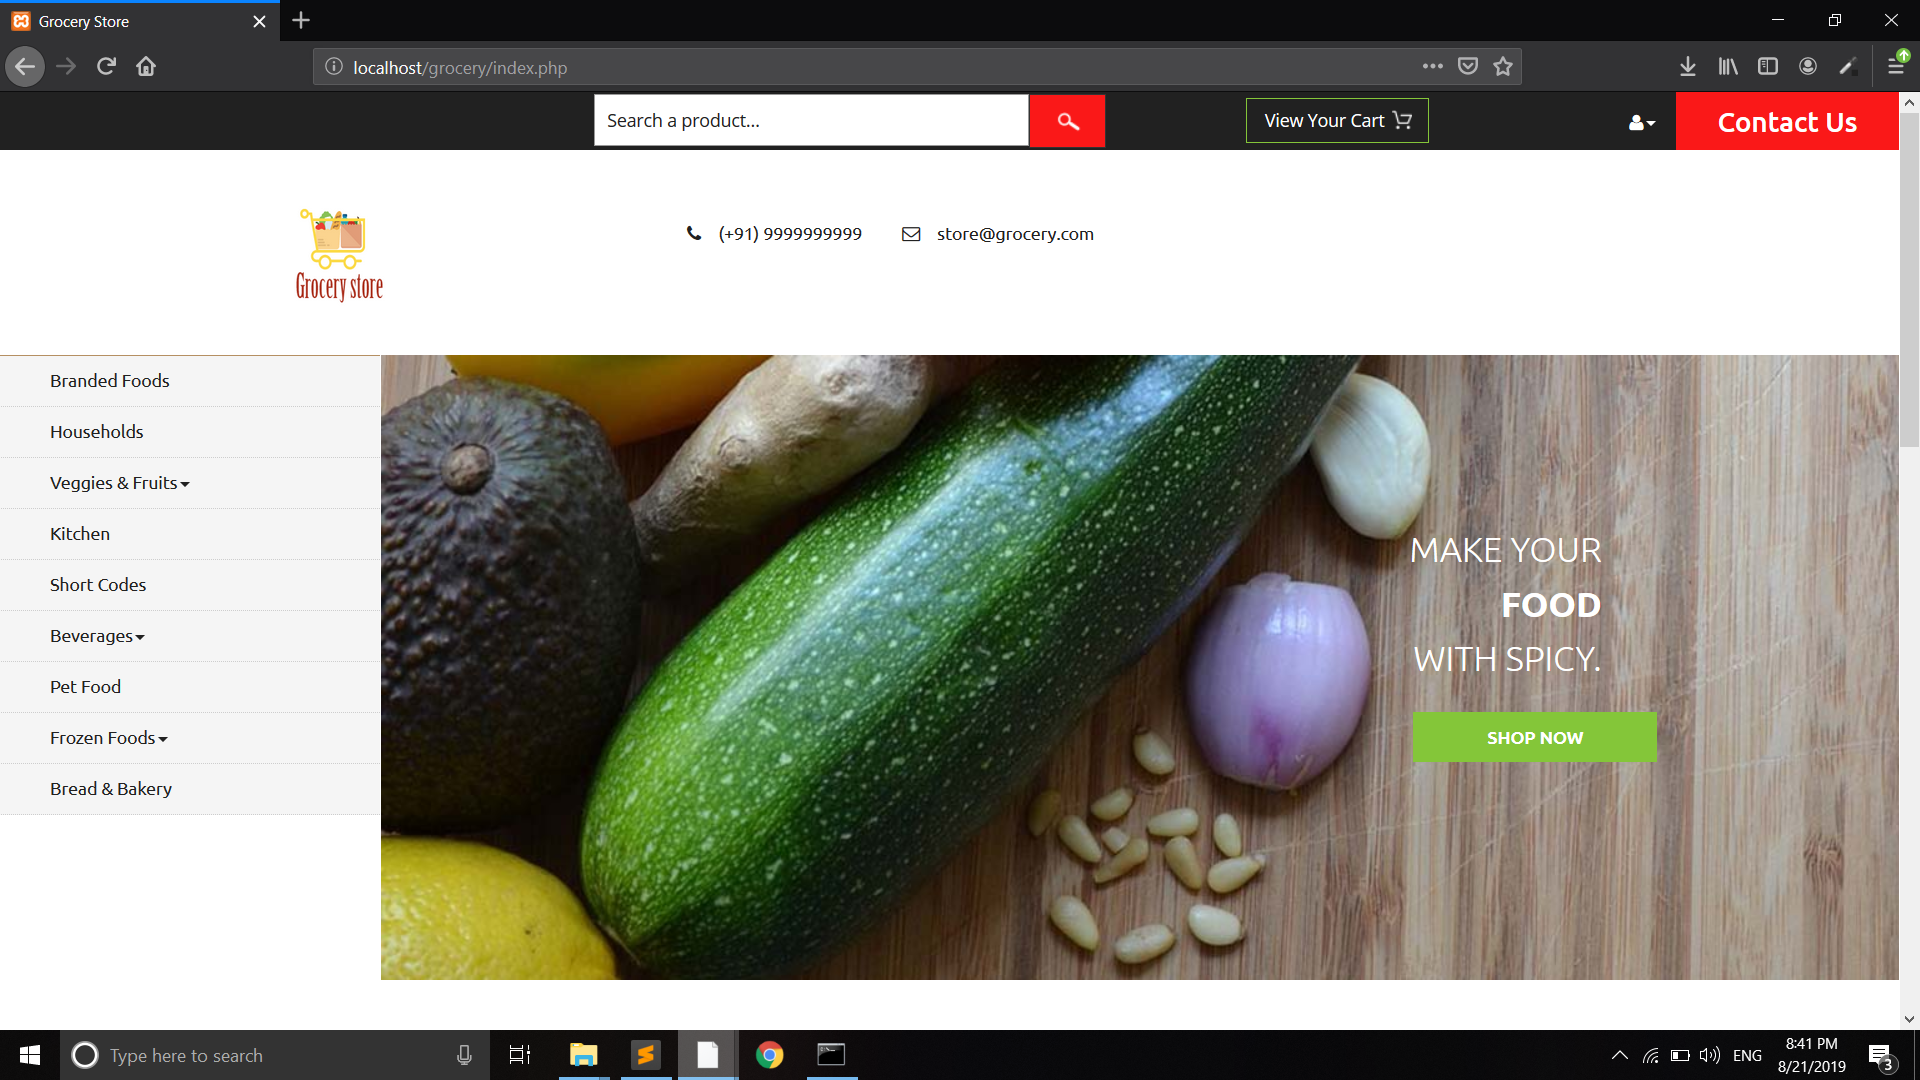 Grocery Store
localhost/grocery/index.php
Search a product...
View Your Cart
Contact Us
(+91) 9999999999
store@grocery.com
Grocery store
Branded Foods
Households
Veggies & Fruits
Kitchen
Short Codes
Beverages
Pet Food
Frozen Foods
Bread & Bakery
MAKE YOUR
FOOD
WITH SPICY.
SHOP NOW
Type here to search
ENG
8:41 PM
8/21/2019
3